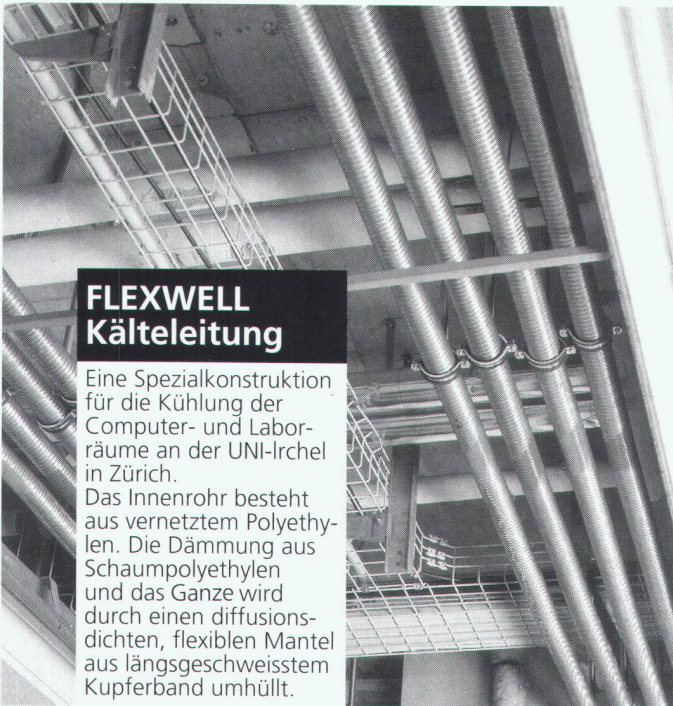 FLEXWELL
Kälteleitung
Eine Spezialkonstruktion
für die Kühlung der
Computer- und Labor-
räume an der UNI-Irchel
in Zürich.
Das Innenrohr besteht
aus vernetztem Polyethy-
len. Die Dämmung aus
Schaumpolyethylen
und das Ganze wird
durch einen diffusions-
dichten, flexiblen Mantel
aus längsgeschweisstem
Kupferband umhüllt.